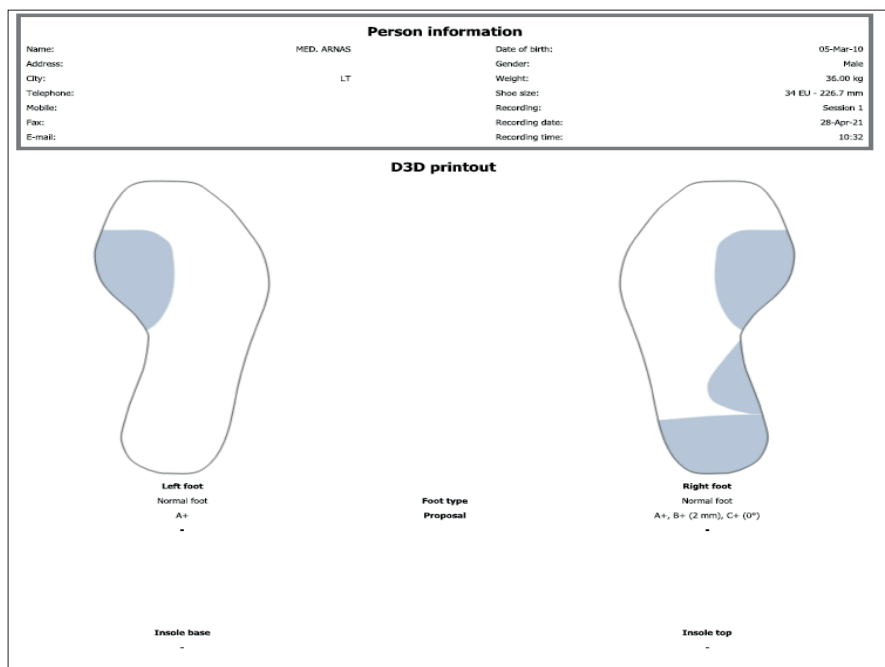 Person information
Name: MED. ARNAS Date of birth: 05-Mar-10
Address: Gender: Male
City: LT Weight: 36.00 kg
Telephone: Shoe size: 34 EU - 226.7 mm
Mobile: Recording: Session 1
Fax: Recording date: 28-Apr-21
E-mail: Recording time: 10:32
D3D printout
Left foot Right foot
Normal foot Foot type Normal foot
A+ Proposal A+, B+ (2 mm), C+ (0°)
- -
Insole base Insole top
- -